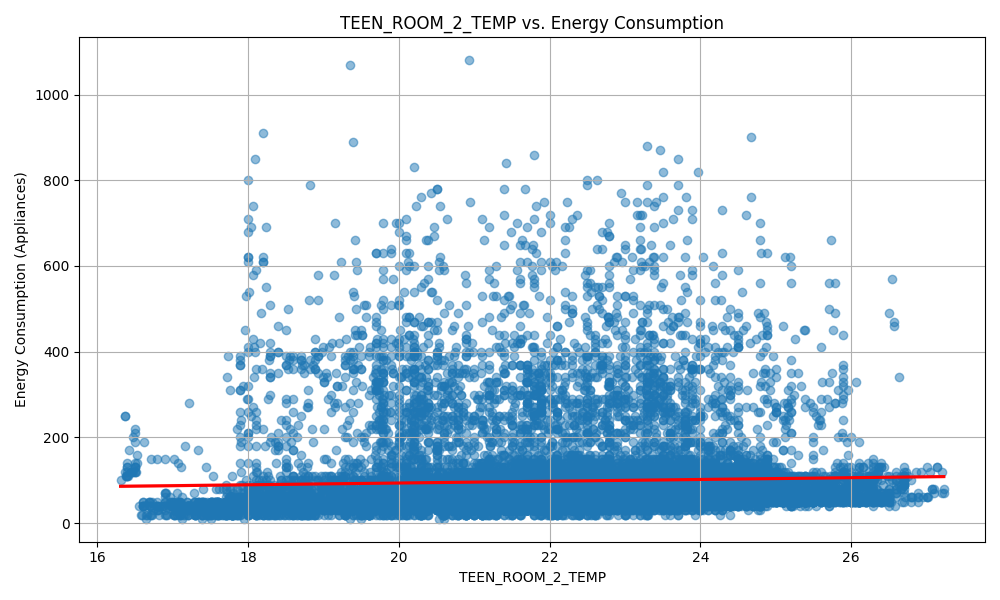 TEEN_ROOM_2_TEMP vs. Energy Consumption
Energy Consumption (Appliances)
1000
800
600
400
200
0
16 18 20 22 24 26
TEEN_ROOM_2_TEMP